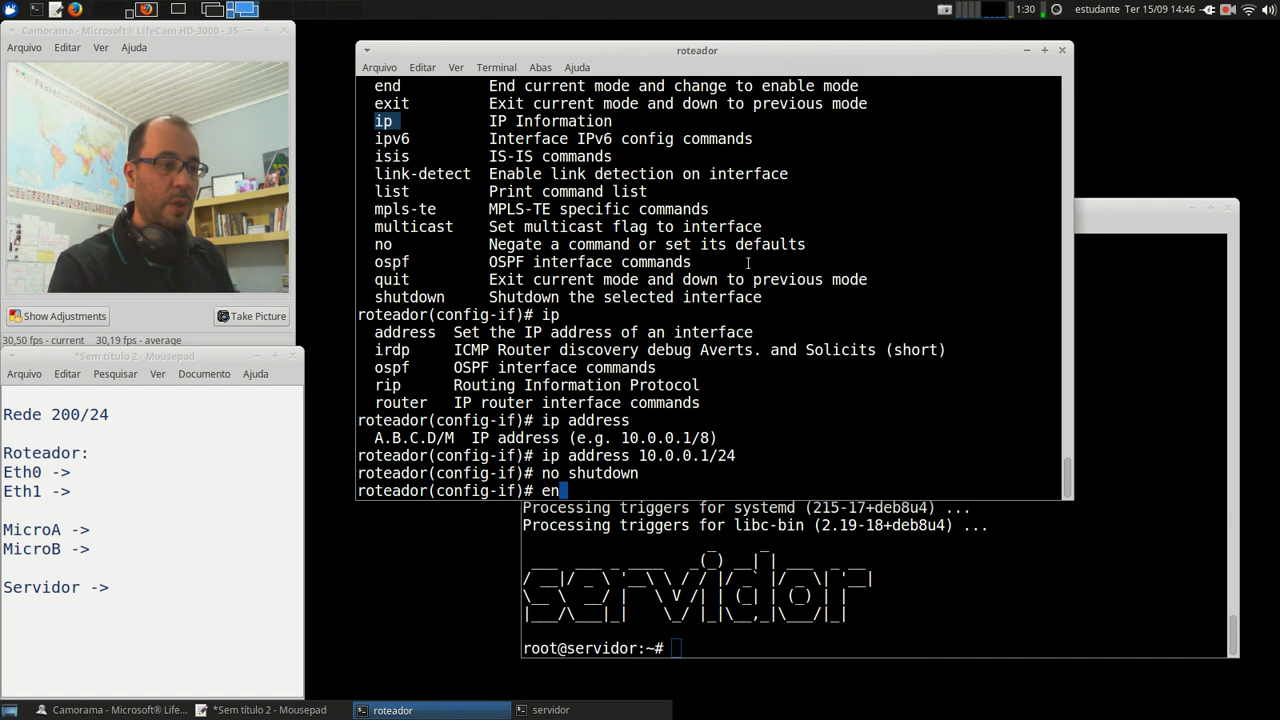 1:30
estudante
Ter 15/09 14:46
Camorama - Microsoft® LifeCam HD-3000 - 35
Arquivo Editar Ver Ajuda
Show Adjustments
Take Picture
30,50 fps - current 30,19 fps - average
*Sem título 2 - Mousepad
Arquivo Editar Pesquisar Ver Documento Ajuda
Rede 200/24
Roteador:
Eth0 ->
Eth1 ->
MicroA ->
MicroB ->
Servidor ->
roteador
Arquivo Editar Ver Terminal Abas Ajuda
end End current mode and change to enable mode
exit Exit current mode and down to previous mode
ip IP Information
ipv6 Interface IPv6 config commands
isis IS-IS commands
link-detect Enable link detection on interface
list Print command list
mpls-te MPLS-TE specific commands
multicast Set multicast flag to interface
no Negate a command or set its defaults
ospf OSPF interface commands
quit Exit current mode and down to previous mode
shutdown Shutdown the selected interface
roteador(config-if)# ip
address Set the IP address of an interface
irdp ICMP Router discovery debug Averts. and Solicits (short)
ospf OSPF interface commands
rip Routing Information Protocol
router IP router interface commands
roteador(config-if)# ip address
A.B.C.D/M IP address (e.g. 10.0.0.1/8)
roteador(config-if)# ip address 10.0.0.1/24
roteador(config-if)# no shutdown
roteador(config-if)# en
Processing triggers for systemd (215-17+deb8u4) ...
Processing triggers for libc-bin (2.19-18+deb8u4) ...
servidor
root@servidor:~#
Camorama - Microsoft® LifeC...
*Sem título 2 - Mousepad
roteador
servidor